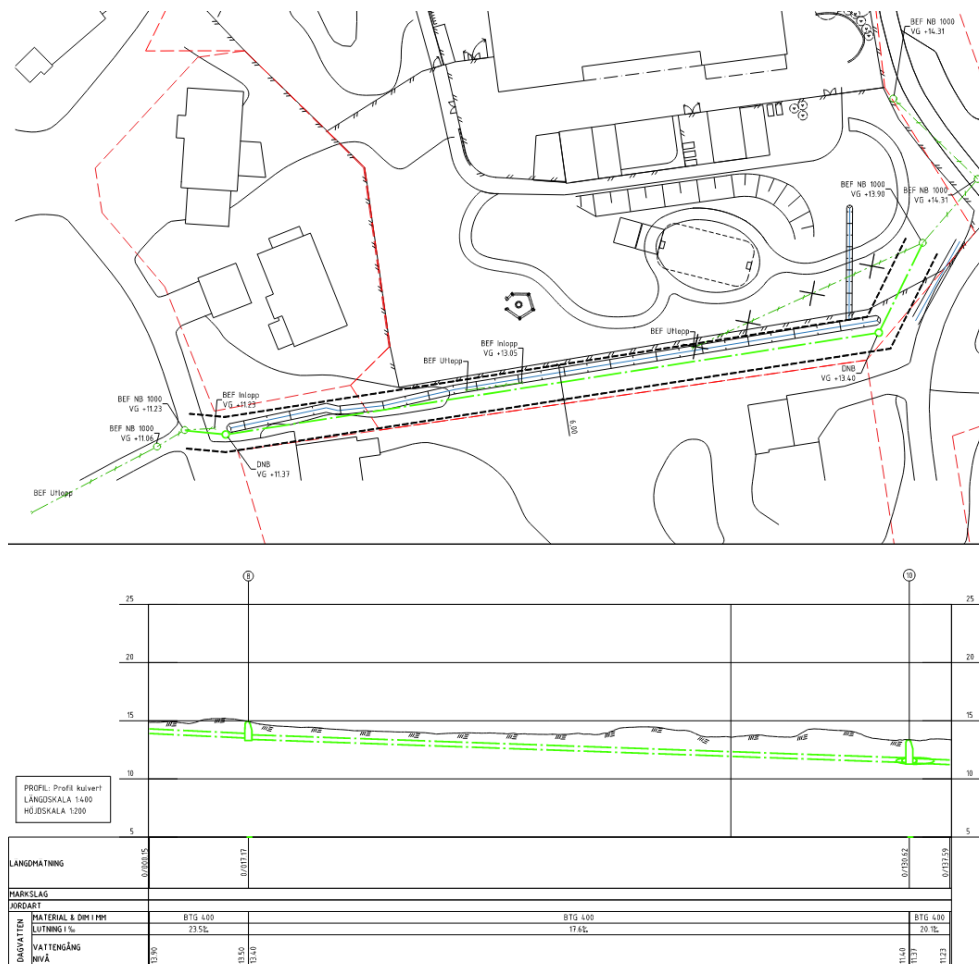 BEF NB 1000
VG +14.31
BEF NB 1000
VG +13.90
BEF NB 1000
VG +14.31
BEF Utlopp
BEF Inlopp
VG +13.05
BEF Utlopp
DNB
VG +13.40
BEF Inlopp
VG +11.23
BEF NB 1000
VG +11.23
BEF NB 1000
VG +11.06
6.00
DNB
VG +11.37
BEF Utlopp
8
10
25
25
20
20
15
15
10
10
5
5
PROFIL: Profil kulvert
LÄNGDSKALA 1:400
HÖJDSKALA 1:200
LANGDMATNING
0/000.15
0/017.17
0/130.62
0/137.59
MARKSLAG
JORDART
DAGVATTEN
MATERIAL & DIM I MM
BTG 400
BTG 400
BTG 400
LUTNING I ‰
23.5‰
17.6‰
20.1‰
VATTENGÅNG
NIVÅ
13.90
13.50
13.40
11.40
11.37
11.23